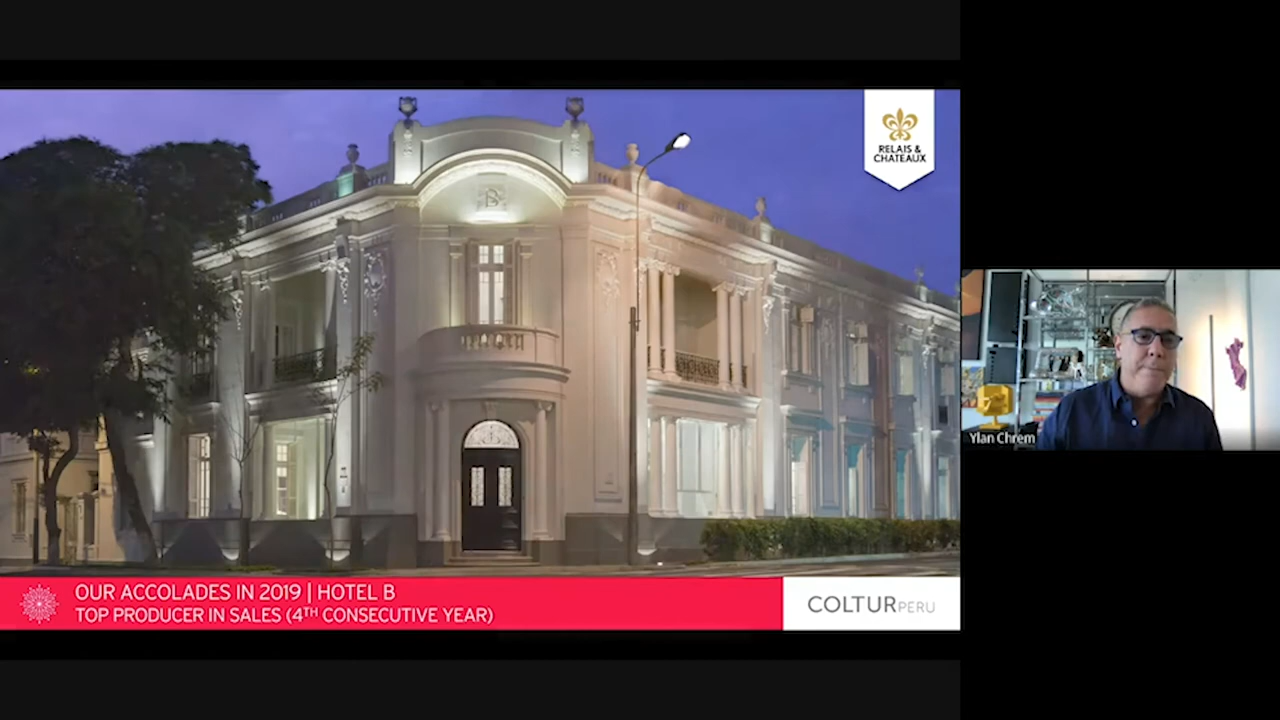 RELAIS &
CHATEAUX
B
Ylan Chrem
OUR ACCOLADES IN 2019 | HOTEL B
TOP PRODUCER IN SALES (4TH CONSECUTIVE YEAR)
COLTURPERU